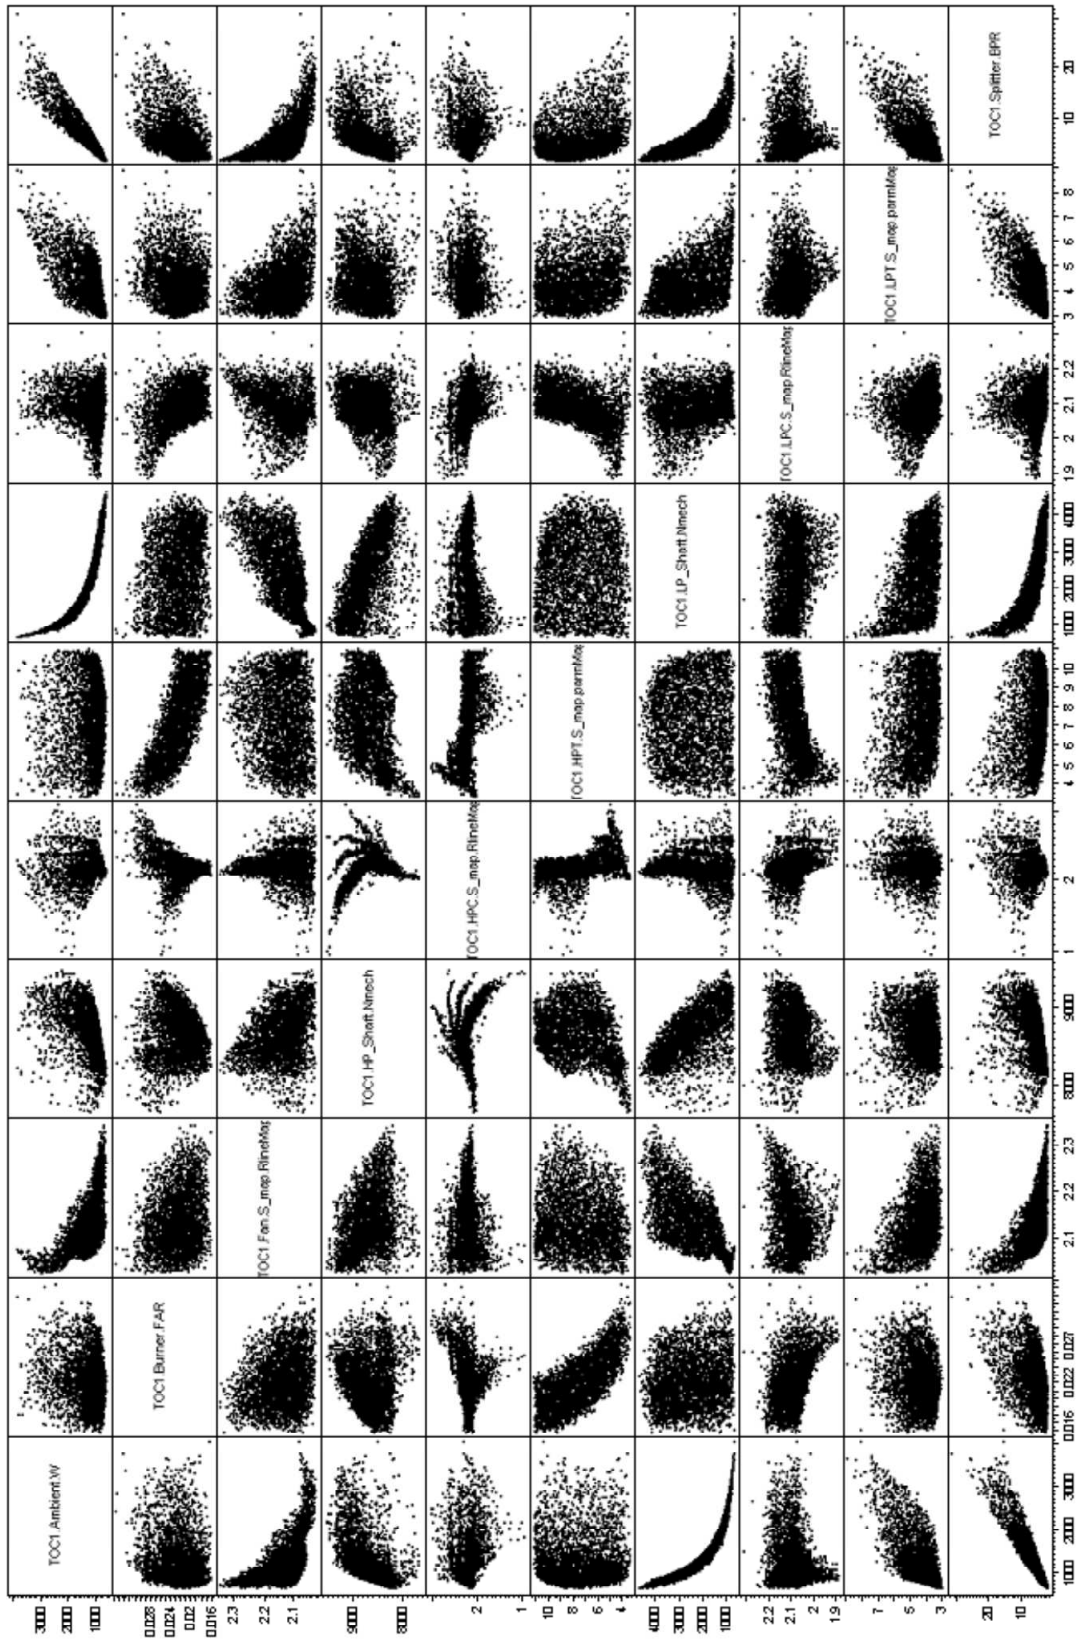 3000
2000
1000
TOC1.Ambient.W
0.028
0.024
0.02
0.016
TOC1.Burner.FAR
2.3
2.2
2.1
TOC1.Fan.S_map.RlineMap
9000
8000
TOC1.HP_Shaft.Nmech
2
1
TOC1.HPC.S_map.RlineMap
10
8
6
4
TOC1.HPT.S_map.parmMap
4000
3000
2000
1000
TOC1.LP_Shaft.Nmech
2.2
2.1
2
1.9
TOC1.LPC.S_map.RlineMap
7
5
3
TOC1.LPT.S_map.parmMap
20
10
TOC1.Splitter.BPR
1000 2000 3000 0.016 0.022 0.027 2.1 2.2 2.3 8000 9000 1 2 4 5 6 7 8 9 10 1000 2000 3000 4000 1.9 2 2.1 2.2 3 4 5 6 7 8 10 20